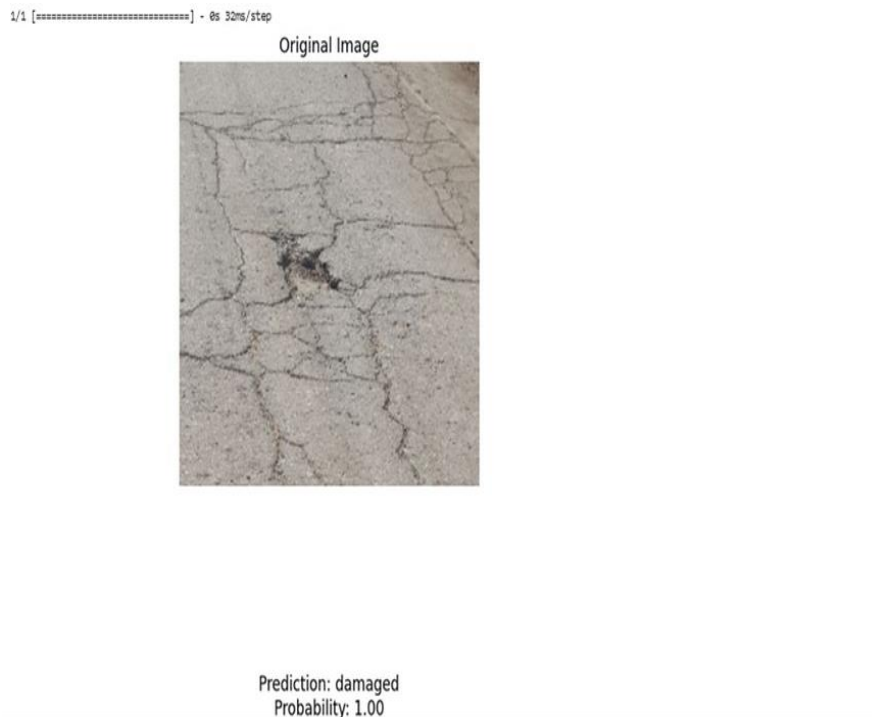 1/1 [==============================] - 0s 32ms/step
Original Image
Prediction: damaged
Probability: 1.00